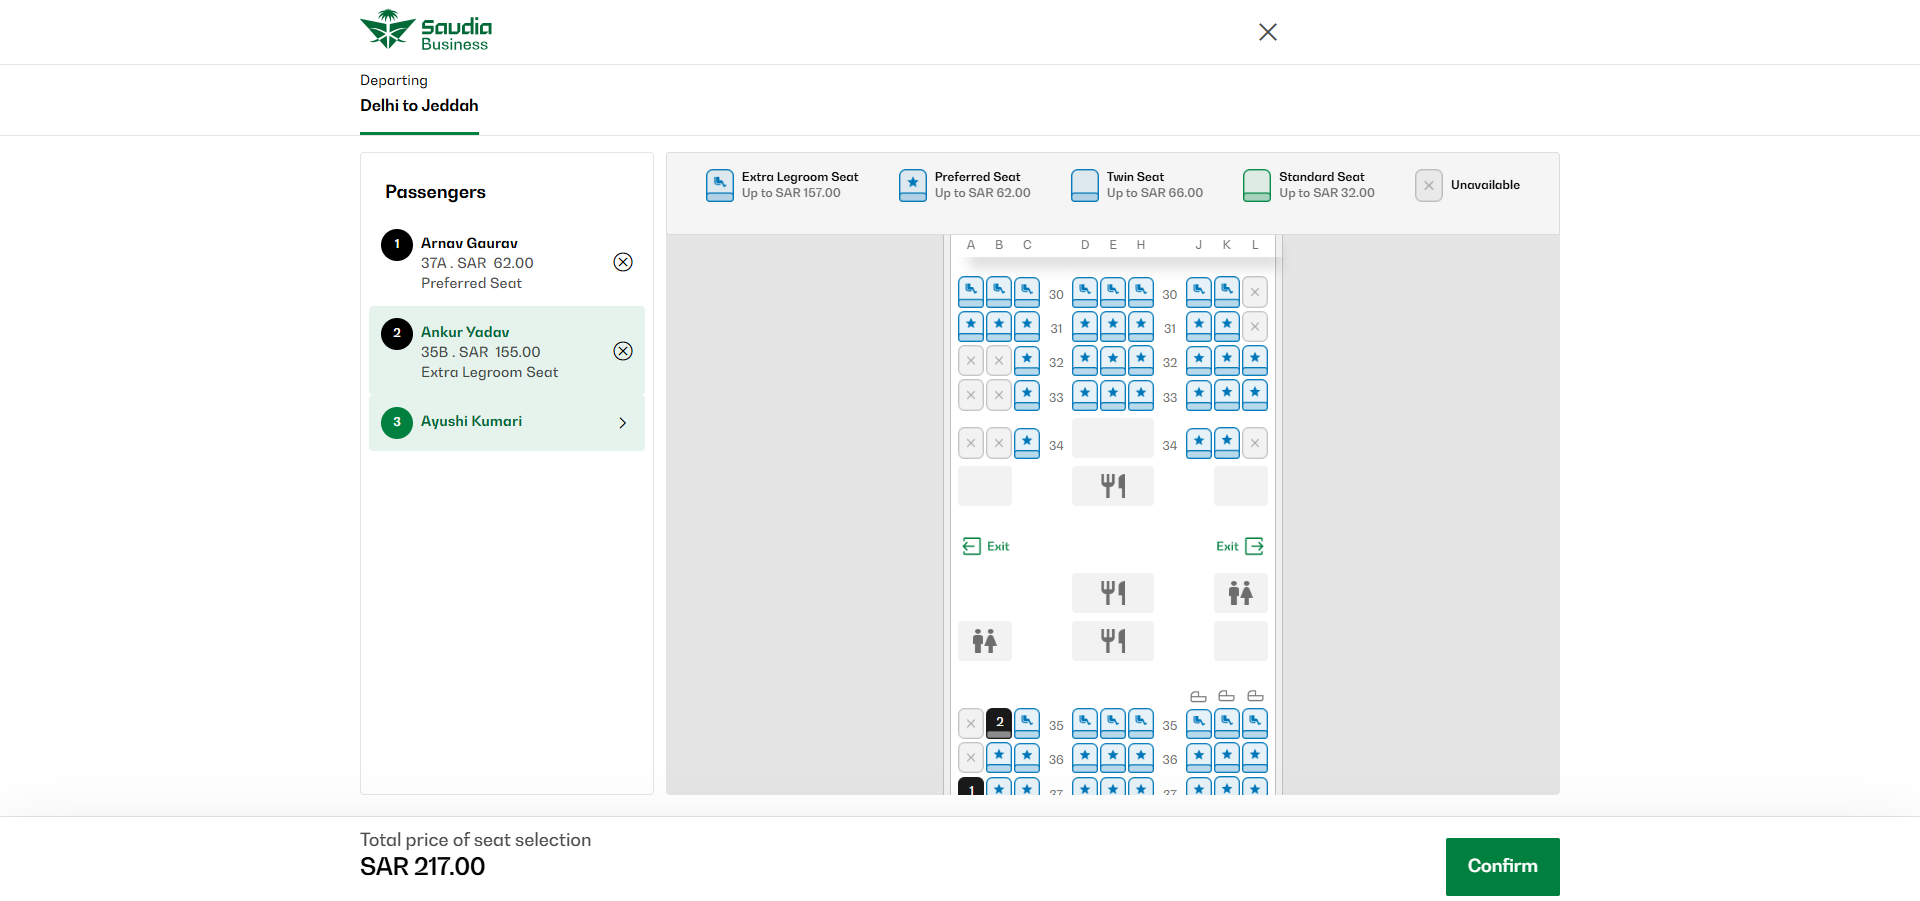 Saudia
Business
Departing
Delhi to Jeddah
Passengers
1
Arnav Gaurav
37A . SAR 62.00
Preferred Seat
2
Ankur Yadav
35B . SAR 155.00
Extra Legroom Seat
3
Ayushi Kumari
Extra Legroom Seat
Up to SAR 157.00
Preferred Seat
Up to SAR 62.00
Twin Seat
Up to SAR 66.00
Standard Seat
Up to SAR 32.00
Unavailable
A B C D E H J K L
30 30
31 31
32 32
33 33
34 34
Exit Exit
2 35 35
36 36
1 37 37
Total price of seat selection
SAR 217.00
Confirm